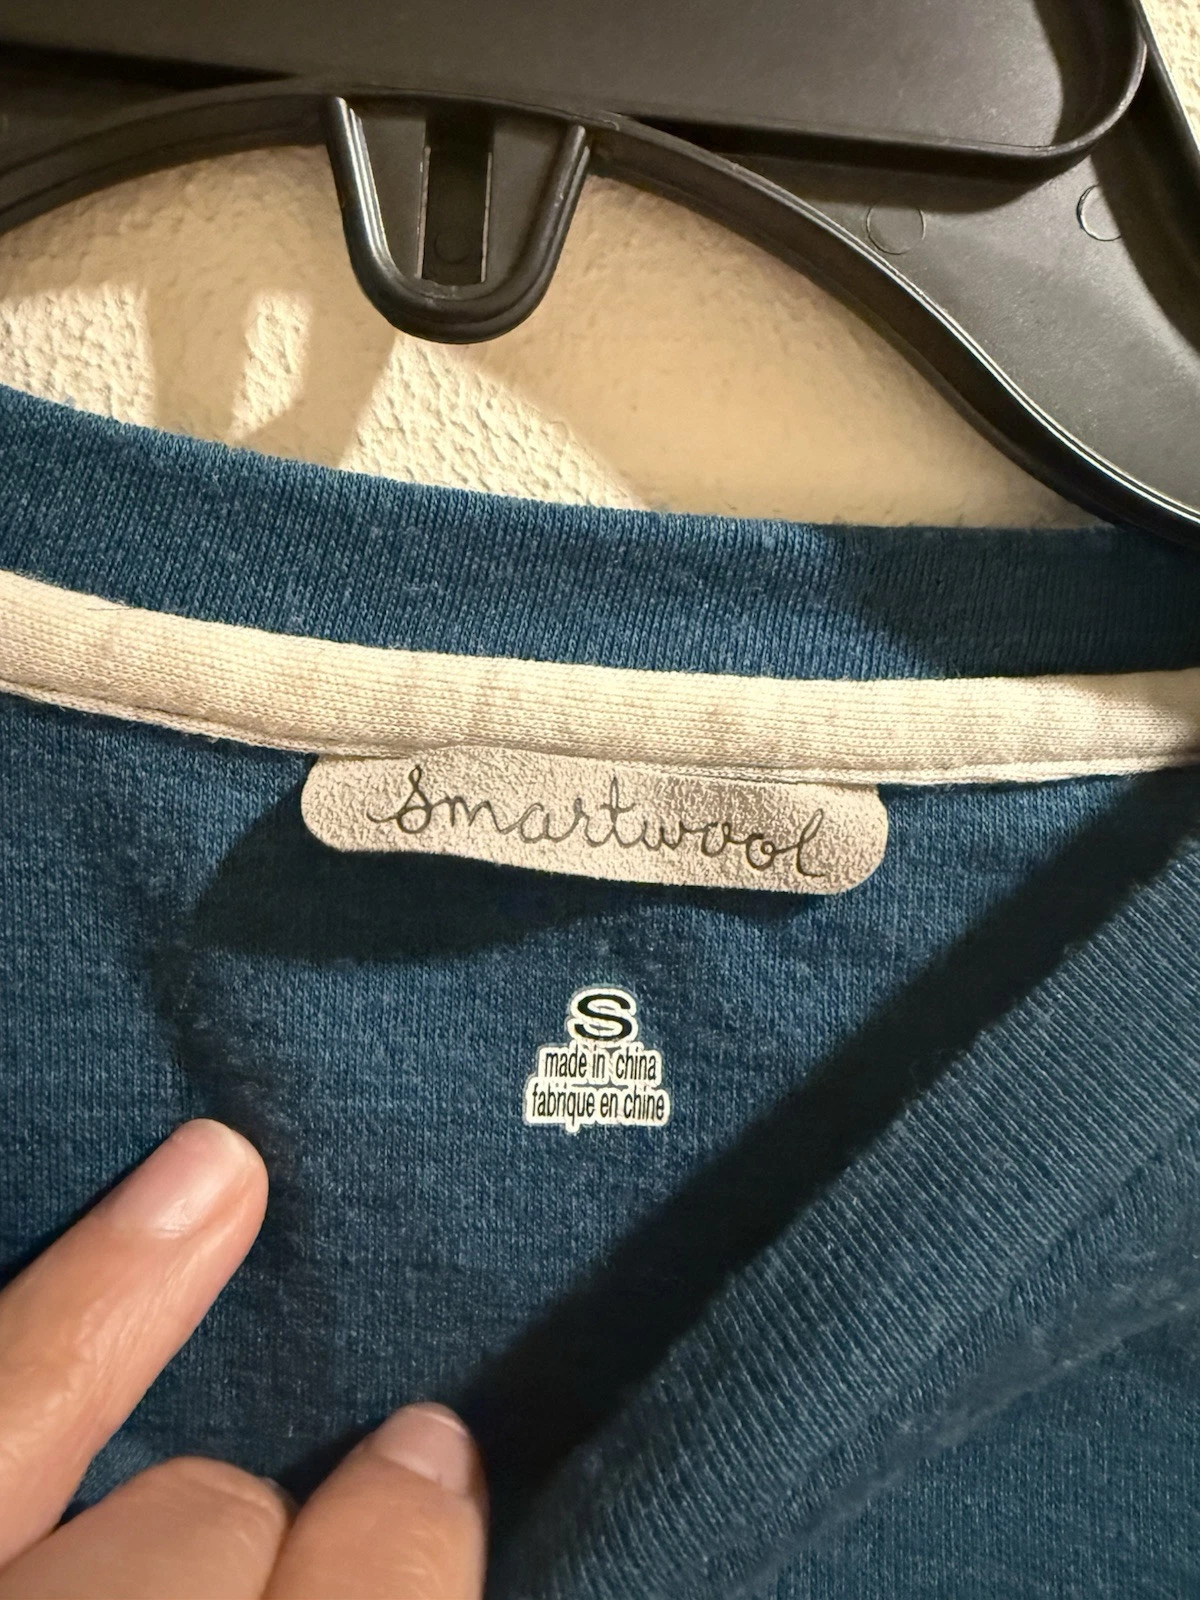 smartwool
S
made in china
fabrique en chine